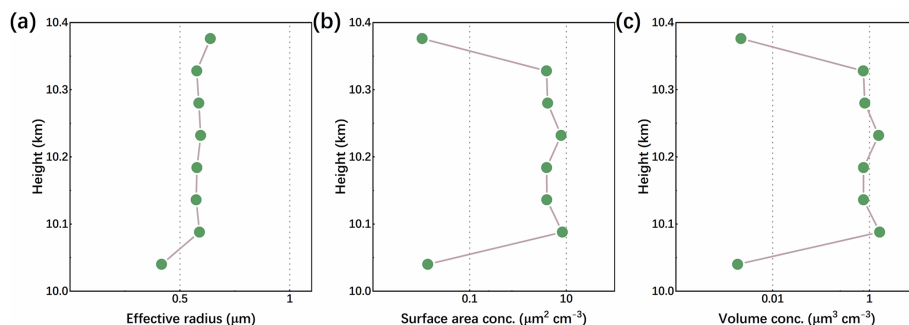 (a)
10.4
10.3
10.2
10.1
10.0
Height (km)
0.5
1
Effective radius (μm)
(b)
10.4
10.3
10.2
10.1
10.0
Height (km)
0.1
10
Surface area conc. (μm² cm⁻³)
(c)
10.4
10.3
10.2
10.1
10.0
Height (km)
0.01
1
Volume conc. (μm³ cm⁻³)